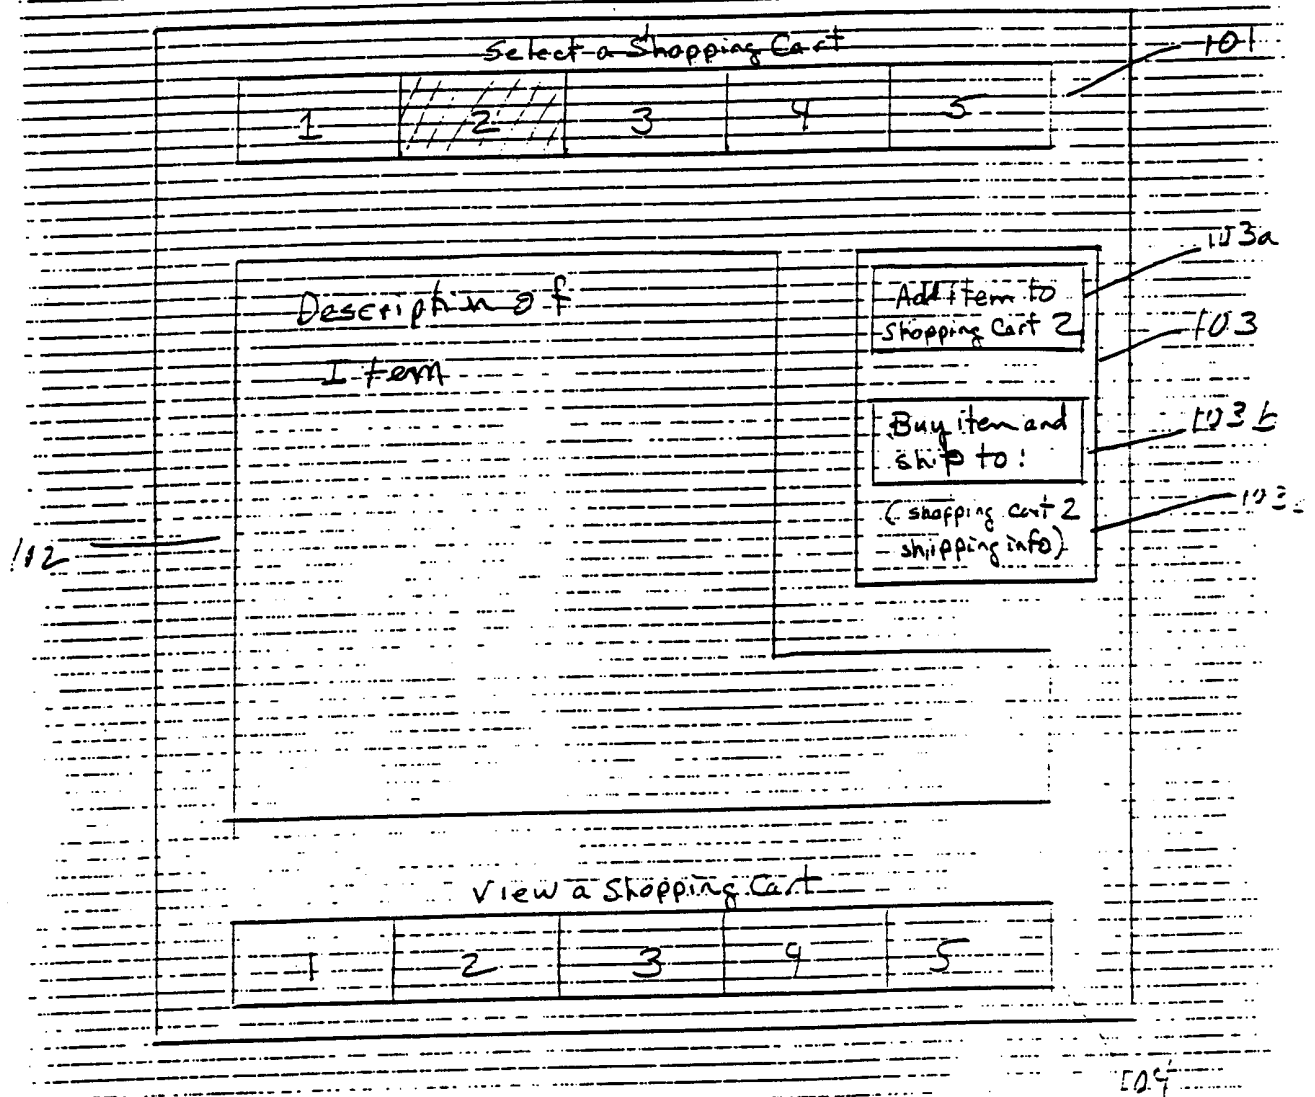 Select a Shopping Cart
101
1 2 3 4 5
103a
Description of
Item
Add item to
Shopping Cart 2
103
Buy item and
ship to:
103b
(shopping cart 2
shipping info)
102
View a Shopping Cart
1 2 3 4 5
104